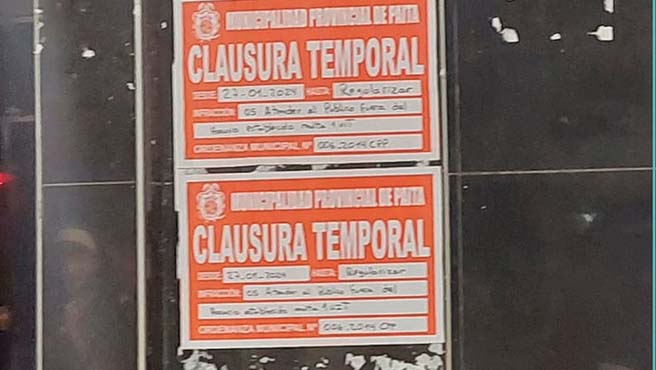 MUNICIPALIDAD PROVINCIAL DE PAITA
CLAUSURA TEMPORAL
DESDE: 27-01-2024 HASTA: Regularizar
INFRACCIÓN: 05 Atender al Publico fuera del
Horario establecido multa 1 UIT
ORDENANZA MUNICIPAL N° 006-2014 CPP
MUNICIPALIDAD PROVINCIAL DE PAITA
CLAUSURA TEMPORAL
DESDE: 27-01-2024 HASTA: Regularizar
INFRACCIÓN: 05 Atender al Publico fuera del
Horario establecido multa 1 UIT
ORDENANZA MUNICIPAL N° 006-2014 CPP